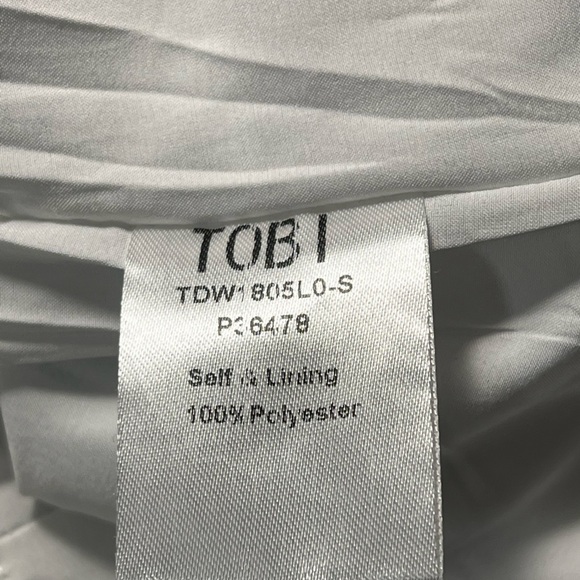 TOBI
TDW1805L0-S
P36478
Self & Lining
100% Polyester